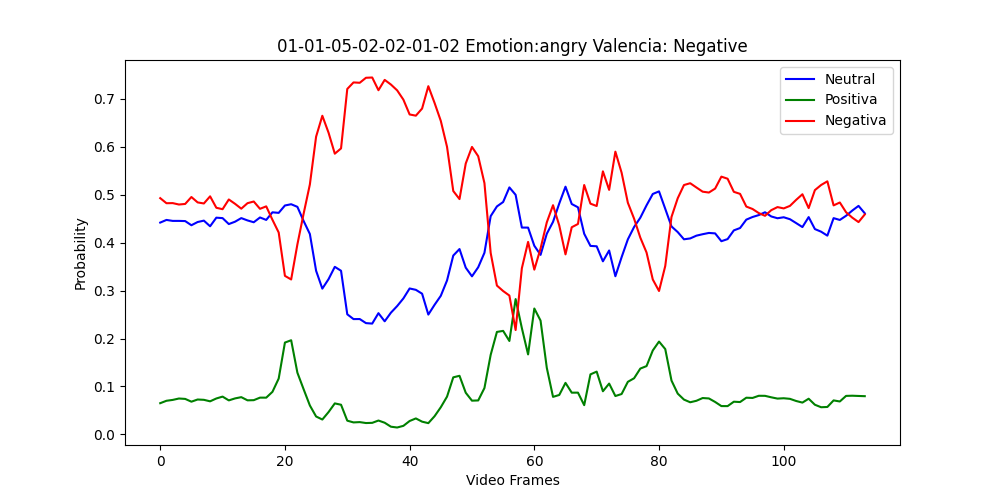 01-01-05-02-02-01-02 Emotion:angry Valencia: Negative
Neutral
Positiva
Negativa
0.7
0.6
0.5
0.4
0.3
0.2
0.1
0.0
Probability
0 20 40 60 80 100
Video Frames